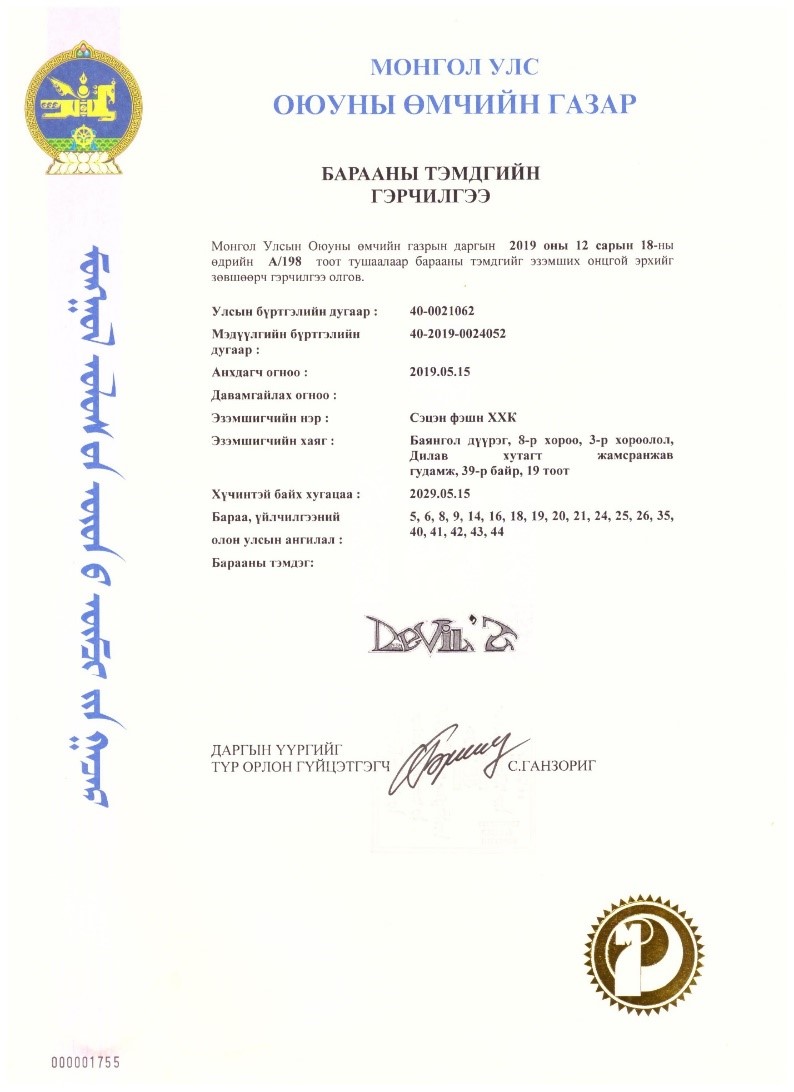 МОНГОЛ УЛС
ОЮУНЫ ӨМЧИЙН ГАЗАР
БАРААНЫ ТЭМДГИЙН
ГЭРЧИЛГЭЭ
Монгол Улсын Оюуны өмчийн газрын даргын 2019 оны 12 сарын 18-ны
өдрийн А/198 тоот тушаалаар барааны тэмдгийг эзэмших онцгой эрхийг
зөвшөөрч гэрчилгээ олгов.
Улсын бүртгэлийн дугаар : 40-0021062
Мэдүүлгийн бүртгэлийн 40-2019-0024052
дугаар :
Анхдагч огноо : 2019.05.15
Давамгайлах огноо :
Эзэмшигчийн нэр : Сэцэн фэшн ХХК
Эзэмшигчийн хаяг : Баянгол дүүрэг, 8-р хороо, 3-р хороолол,
Дилав хутагт жамсранжав
гудамж, 39-р байр, 19 тоот
Хүчинтэй байх хугацаа : 2029.05.15
Бараа, үйлчилгээний 5, 6, 8, 9, 14, 16, 18, 19, 20, 21, 24, 25, 26, 35,
40, 41, 42, 43, 44
олон улсын ангилал :
Барааны тэмдэг:
DEVIL'Z
ДАРГЫН ҮҮРГИЙГ
ТҮР ОРЛОН ГҮЙЦЭТГЭГЧ С.ГАНЗОРИГ
000001755